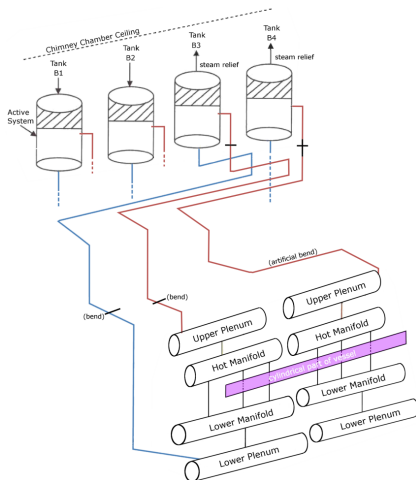 Chimney Chamber Ceiling
Tank
B1
Tank
B2
Tank
B3
Tank
B4
steam relief
steam relief
Active
System
(artificial bend)
(bend)
(bend)
Upper Plenum
Upper Plenum
Hot Manifold
Hot Manifold
cylindrical part of vessel
Lower Manifold
Lower Manifold
Lower Plenum
Lower Plenum